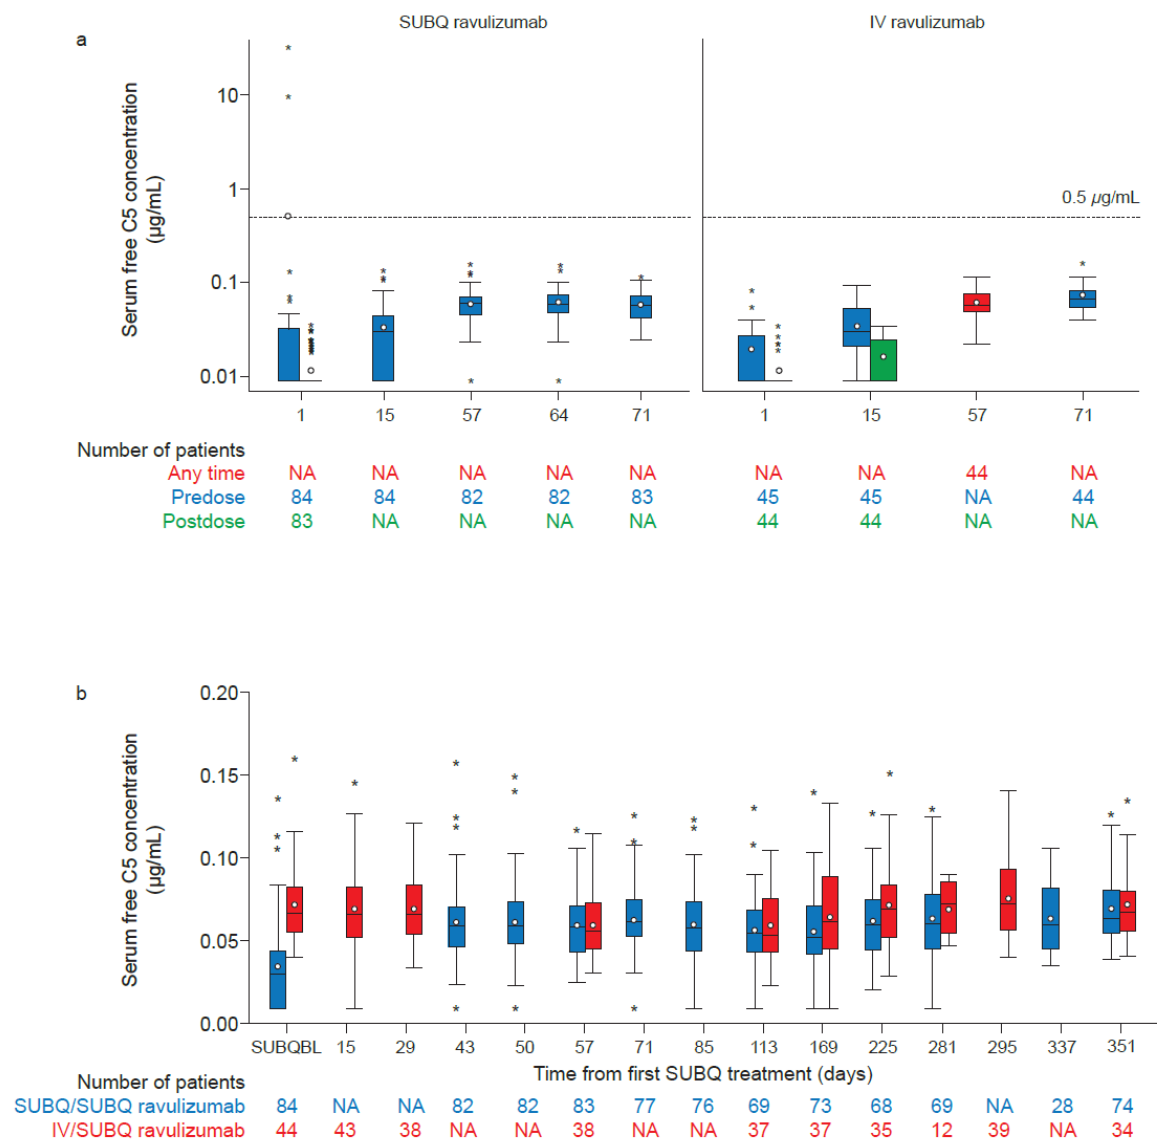 SUBQ ravulizumab IV ravulizumab
a
Serum free C5 concentration
(µg/mL)
10
1
0.5 µg/mL
0.1
0.01
1 15 57 64 71 1 15 57 71
Number of patients
Any time NA NA NA NA NA NA NA 44 NA
Predose 84 84 82 82 83 45 45 NA 44
Postdose 83 NA NA NA NA 44 44 NA NA
b
Serum free C5 concentration
(µg/mL)
0.20
0.15
0.10
0.05
0.00
SUBQBL 15 29 43 50 57 71 85 113 169 225 281 295 337 351
Time from first SUBQ treatment (days)
Number of patients
SUBQ/SUBQ ravulizumab 84 NA NA 82 82 83 77 76 69 73 68 69 NA 28 74
IV/SUBQ ravulizumab 44 43 38 NA NA 38 NA NA 37 37 35 12 39 NA 34